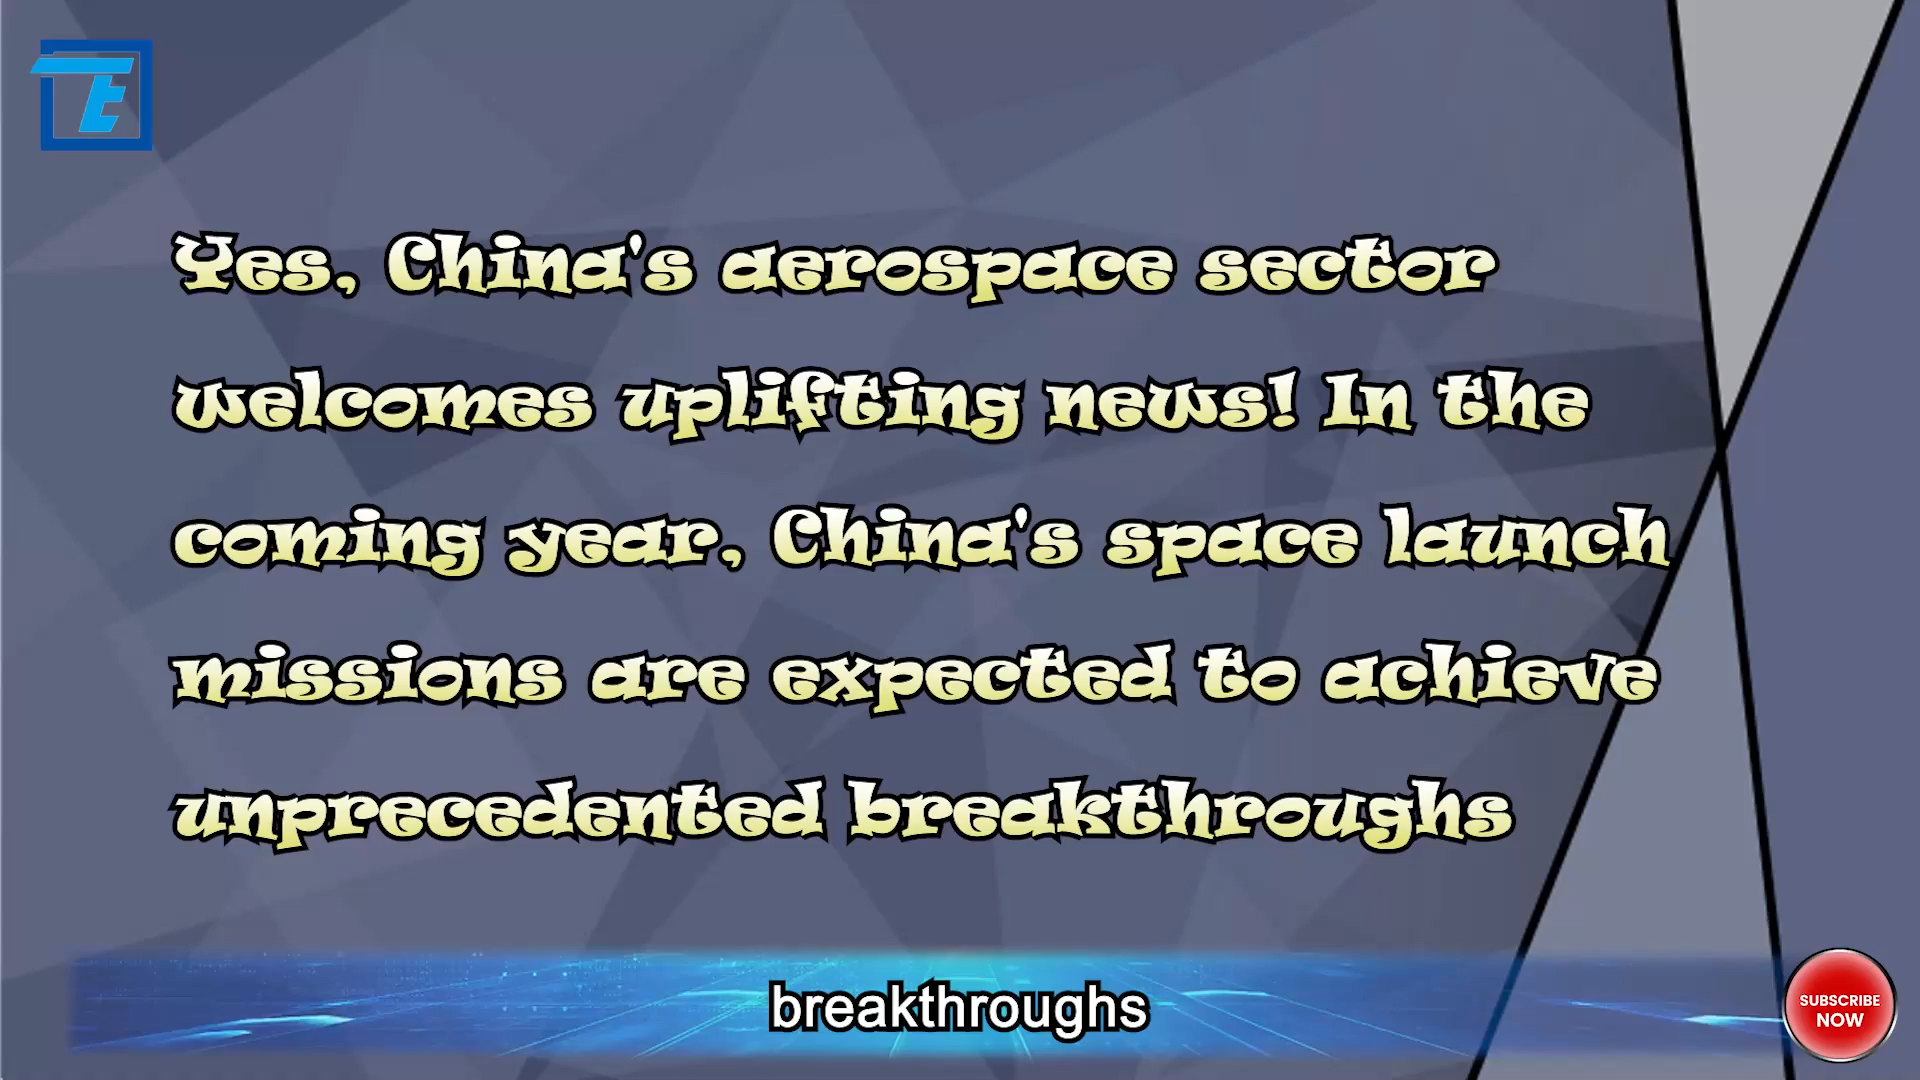 TE
Yes, China's aerospace sector
welcomes uplifting news! In the
coming year, China's space launch
missions are expected to achieve
unprecedented breakthroughs
breakthroughs
SUBSCRIBE
NOW